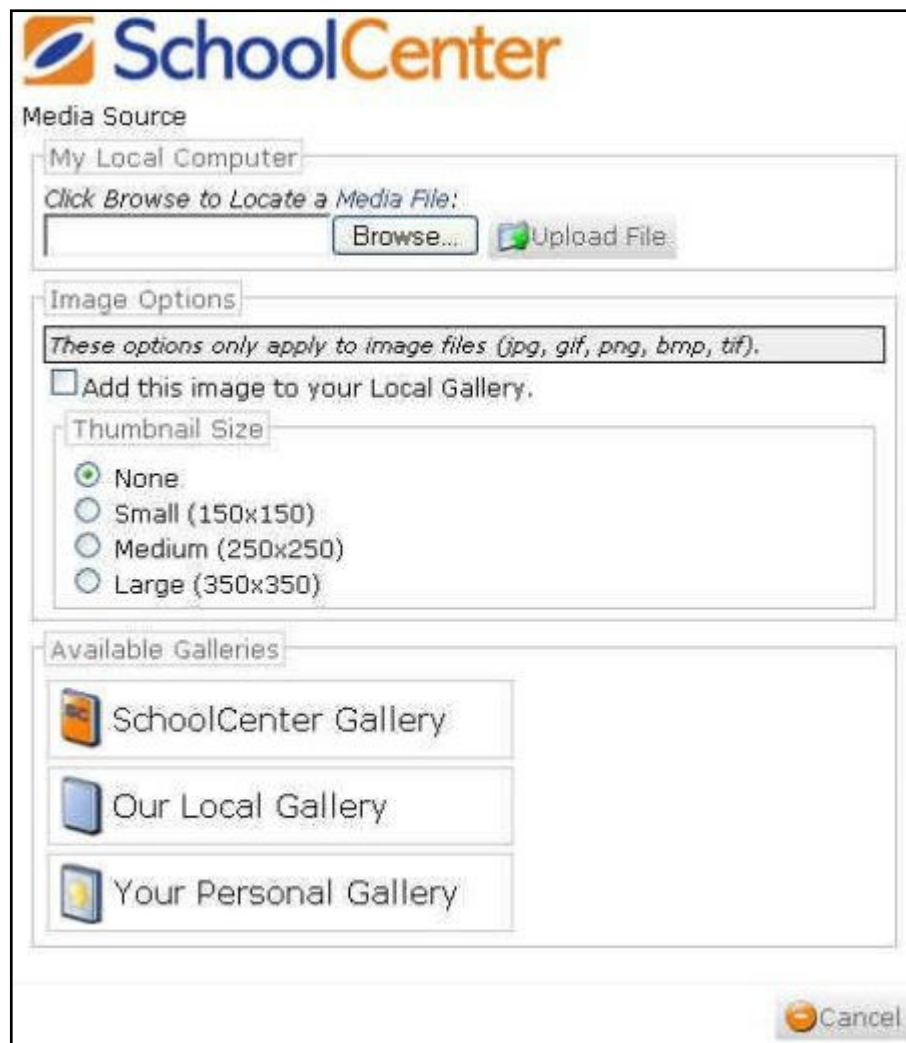 SchoolCenter
Media Source
My Local Computer
Click Browse to Locate a Media File:
Browse... Upload File
Image Options
These options only apply to image files (jpg, gif, png, bmp, tif).
Add this image to your Local Gallery.
Thumbnail Size
None
Small (150x150)
Medium (250x250)
Large (350x350)
Available Galleries
SC
SchoolCenter Gallery
Our Local Gallery
Your Personal Gallery
Cancel